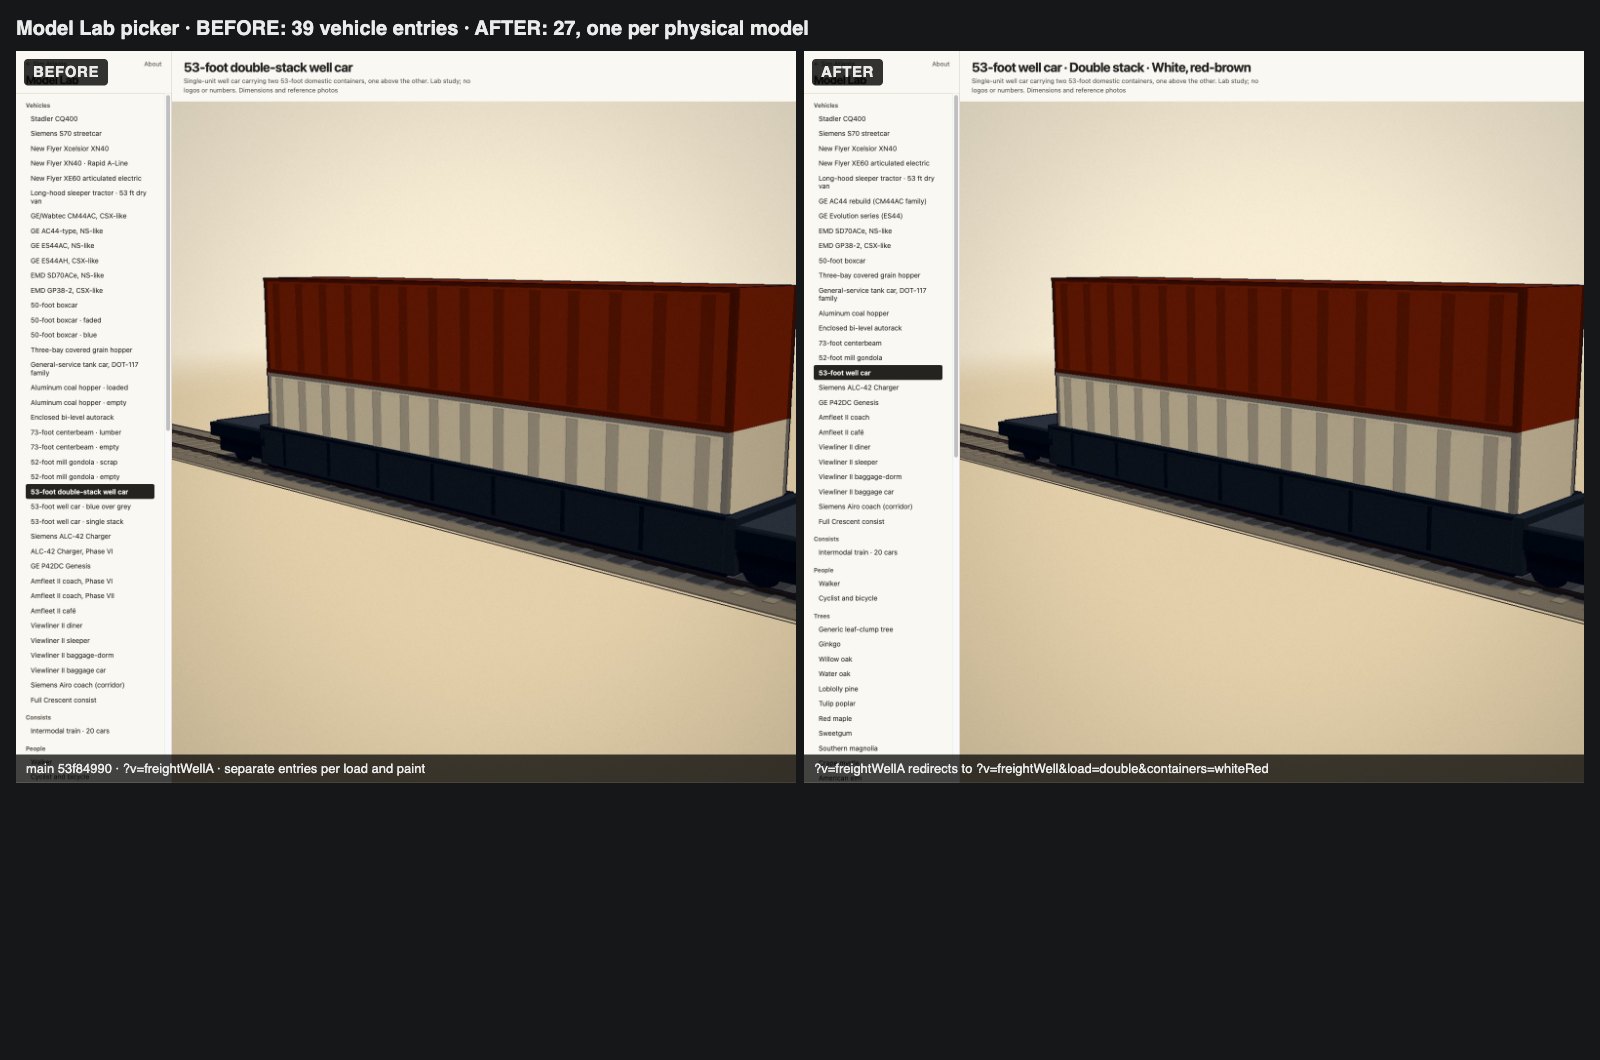 Model Lab picker · BEFORE: 39 vehicle entries · AFTER: 27, one per physical model
BEFORE
About
53-foot double-stack well car
Single-unit well car carrying two 53-foot domestic containers, one above the other. Lab study; no
logos or numbers. Dimensions and reference photos
Vehicles
Stadler CQ400
Siemens S70 streetcar
New Flyer Xcelsior XN40
New Flyer XN40 · Rapid A-Line
New Flyer XE60 articulated electric
Long-hood sleeper tractor · 53 ft dry
van
GE/Wabtec CM44AC, CSX-like
GE AC44-type, NS-like
GE ES44AC, NS-like
GE ES44AH, CSX-like
EMD SD70ACe, NS-like
EMD GP38-2, CSX-like
50-foot boxcar
50-foot boxcar · faded
50-foot boxcar · blue
Three-bay covered grain hopper
General-service tank car, DOT-117
family
Aluminum coal hopper · loaded
Aluminum coal hopper · empty
Enclosed bi-level autorack
73-foot centerbeam · lumber
73-foot centerbeam · empty
52-foot mill gondola · scrap
52-foot mill gondola · empty
53-foot double-stack well car
53-foot well car · blue over grey
53-foot well car · single stack
Siemens ALC-42 Charger
ALC-42 Charger, Phase VI
GE P42DC Genesis
Amfleet II coach, Phase VI
Amfleet II coach, Phase VII
Amfleet II café
Viewliner II diner
Viewliner II sleeper
Viewliner II baggage-dorm
Viewliner II baggage car
Siemens Airo coach (corridor)
Full Crescent consist
Consists
Intermodal train · 20 cars
People
main 53f84990 · ?v=freightWellA · separate entries per load and paint
AFTER
About
53-foot well car · Double stack · White, red-brown
Single-unit well car carrying two 53-foot domestic containers, one above the other. Lab study; no
logos or numbers. Dimensions and reference photos
Vehicles
Stadler CQ400
Siemens S70 streetcar
New Flyer Xcelsior XN40
New Flyer XE60 articulated electric
Long-hood sleeper tractor · 53 ft dry
van
GE AC44 rebuild (CM44AC family)
GE Evolution series (ES44)
EMD SD70ACe, NS-like
EMD GP38-2, CSX-like
50-foot boxcar
Three-bay covered grain hopper
General-service tank car, DOT-117
family
Aluminum coal hopper
Enclosed bi-level autorack
73-foot centerbeam
52-foot mill gondola
53-foot well car
Siemens ALC-42 Charger
GE P42DC Genesis
Amfleet II coach
Amfleet II café
Viewliner II diner
Viewliner II sleeper
Viewliner II baggage-dorm
Viewliner II baggage car
Siemens Airo coach (corridor)
Full Crescent consist
Consists
Intermodal train · 20 cars
People
Walker
Cyclist and bicycle
Trees
Generic leaf-clump tree
Ginkgo
Willow oak
Water oak
Loblolly pine
Tulip poplar
Red maple
Sweetgum
Southern magnolia
?v=freightWellA redirects to ?v=freightWell&load=double&containers=whiteRed